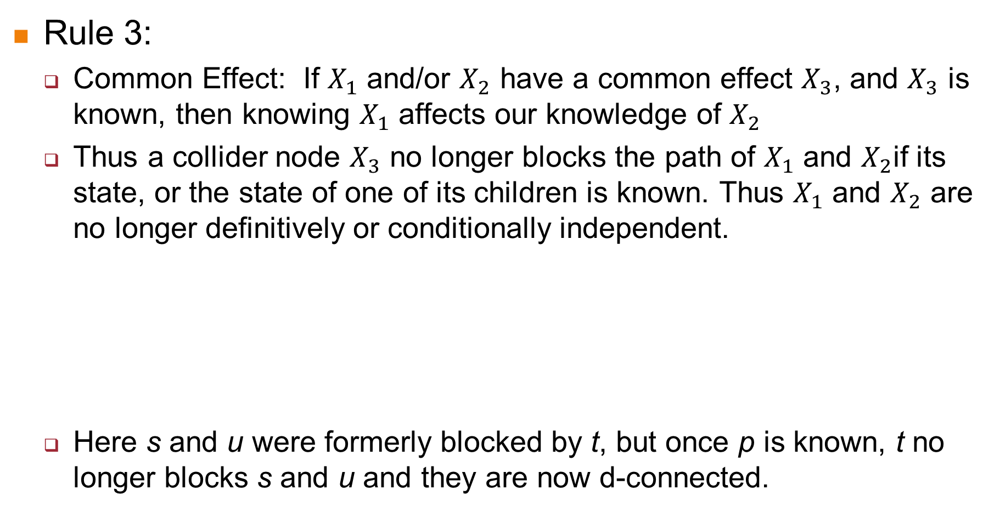 Rule 3:
Common Effect: If X₁ and/or X₂ have a common effect X₃, and X₃ is
known, then knowing X₁ affects our knowledge of X₂
Thus a collider node X₃ no longer blocks the path of X₁ and X₂if its
state, or the state of one of its children is known. Thus X₁ and X₂ are
no longer definitively or conditionally independent.
Here s and u were formerly blocked by t, but once p is known, t no
longer blocks s and u and they are now d-connected.